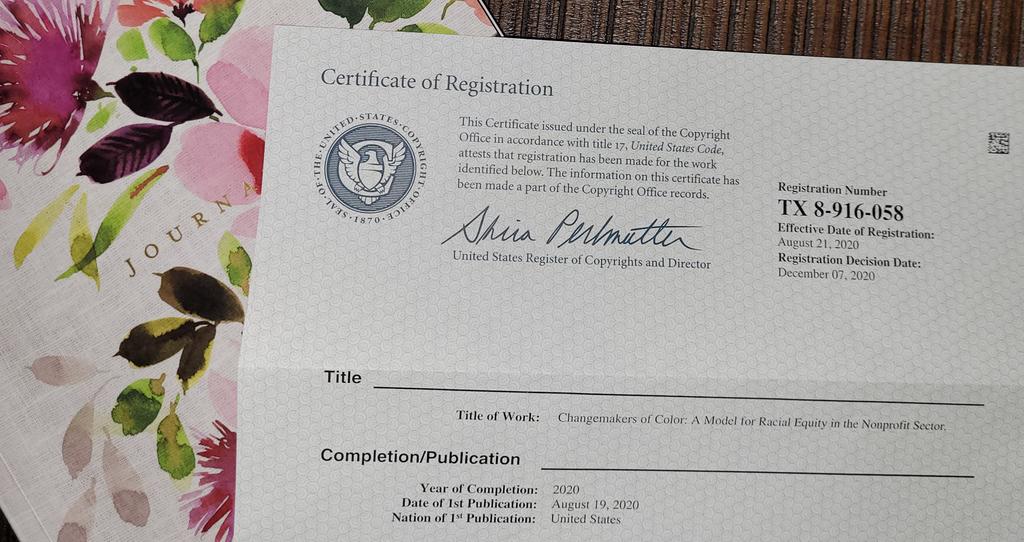 JOURNA
Certificate of Registration
SEAL·OF·THE·UNITED·STATES·COPYRIGHT·OFFICE·1870·
This Certificate issued under the seal of the Copyright
Office in accordance with title 17, United States Code,
attests that registration has been made for the work
identified below. The information on this certificate has
been made a part of the Copyright Office records.
Shira Perlmutter
United States Register of Copyrights and Director
Registration Number
TX 8-916-058
Effective Date of Registration:
August 21, 2020
Registration Decision Date:
December 07, 2020
Title
Title of Work: Changemakers of Color: A Model for Racial Equity in the Nonprofit Sector.
Completion/Publication
Year of Completion: 2020
Date of 1st Publication: August 19, 2020
Nation of 1st Publication: United States